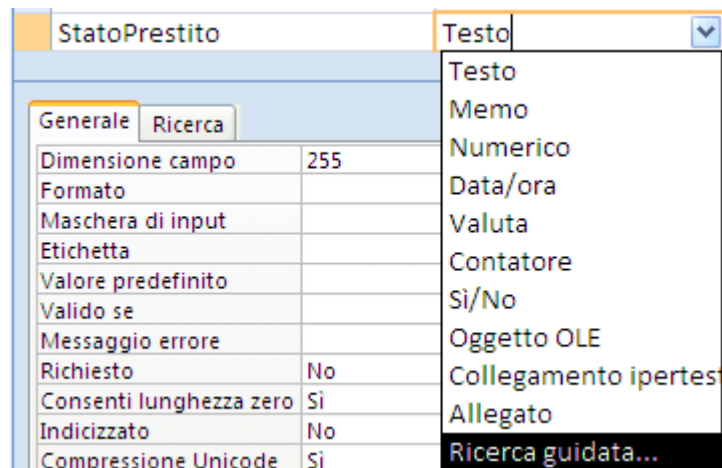 StatoPrestito Testo
Testo
Memo
Numerico
Data/ora
Valuta
Contatore
Sì/No
Oggetto OLE
Collegamento ipertest
Allegato
Ricerca guidata...
Generale Ricerca
Dimensione campo 255
Formato
Maschera di input
Etichetta
Valore predefinito
Valido se
Messaggio errore
Richiesto No
Consenti lunghezza zero Sì
Indicizzato No
Compressione Unicode Sì